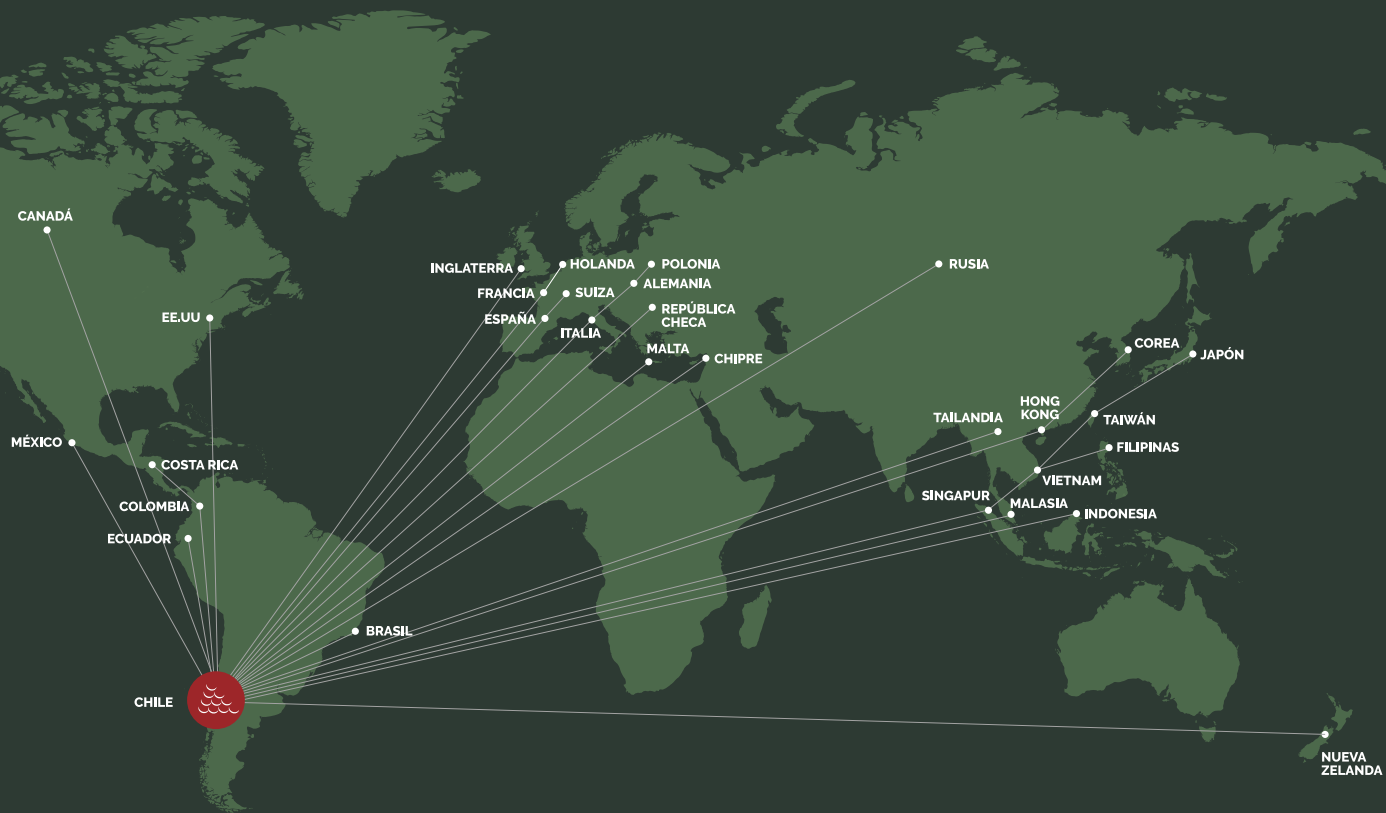 CANADÁ
EE.UU
MÉXICO
COSTA RICA
COLOMBIA
ECUADOR
BRASIL
CHILE
INGLATERRA
HOLANDA
POLONIA
FRANCIA
SUIZA
ALEMANIA
ESPAÑA
ITALIA
REPÚBLICA
CHECA
MALTA
CHIPRE
RUSIA
COREA
JAPÓN
HONG
KONG
TAILANDIA
TAIWÁN
FILIPINAS
VIETNAM
SINGAPUR
MALASIA
INDONESIA
NUEVA
ZELANDA